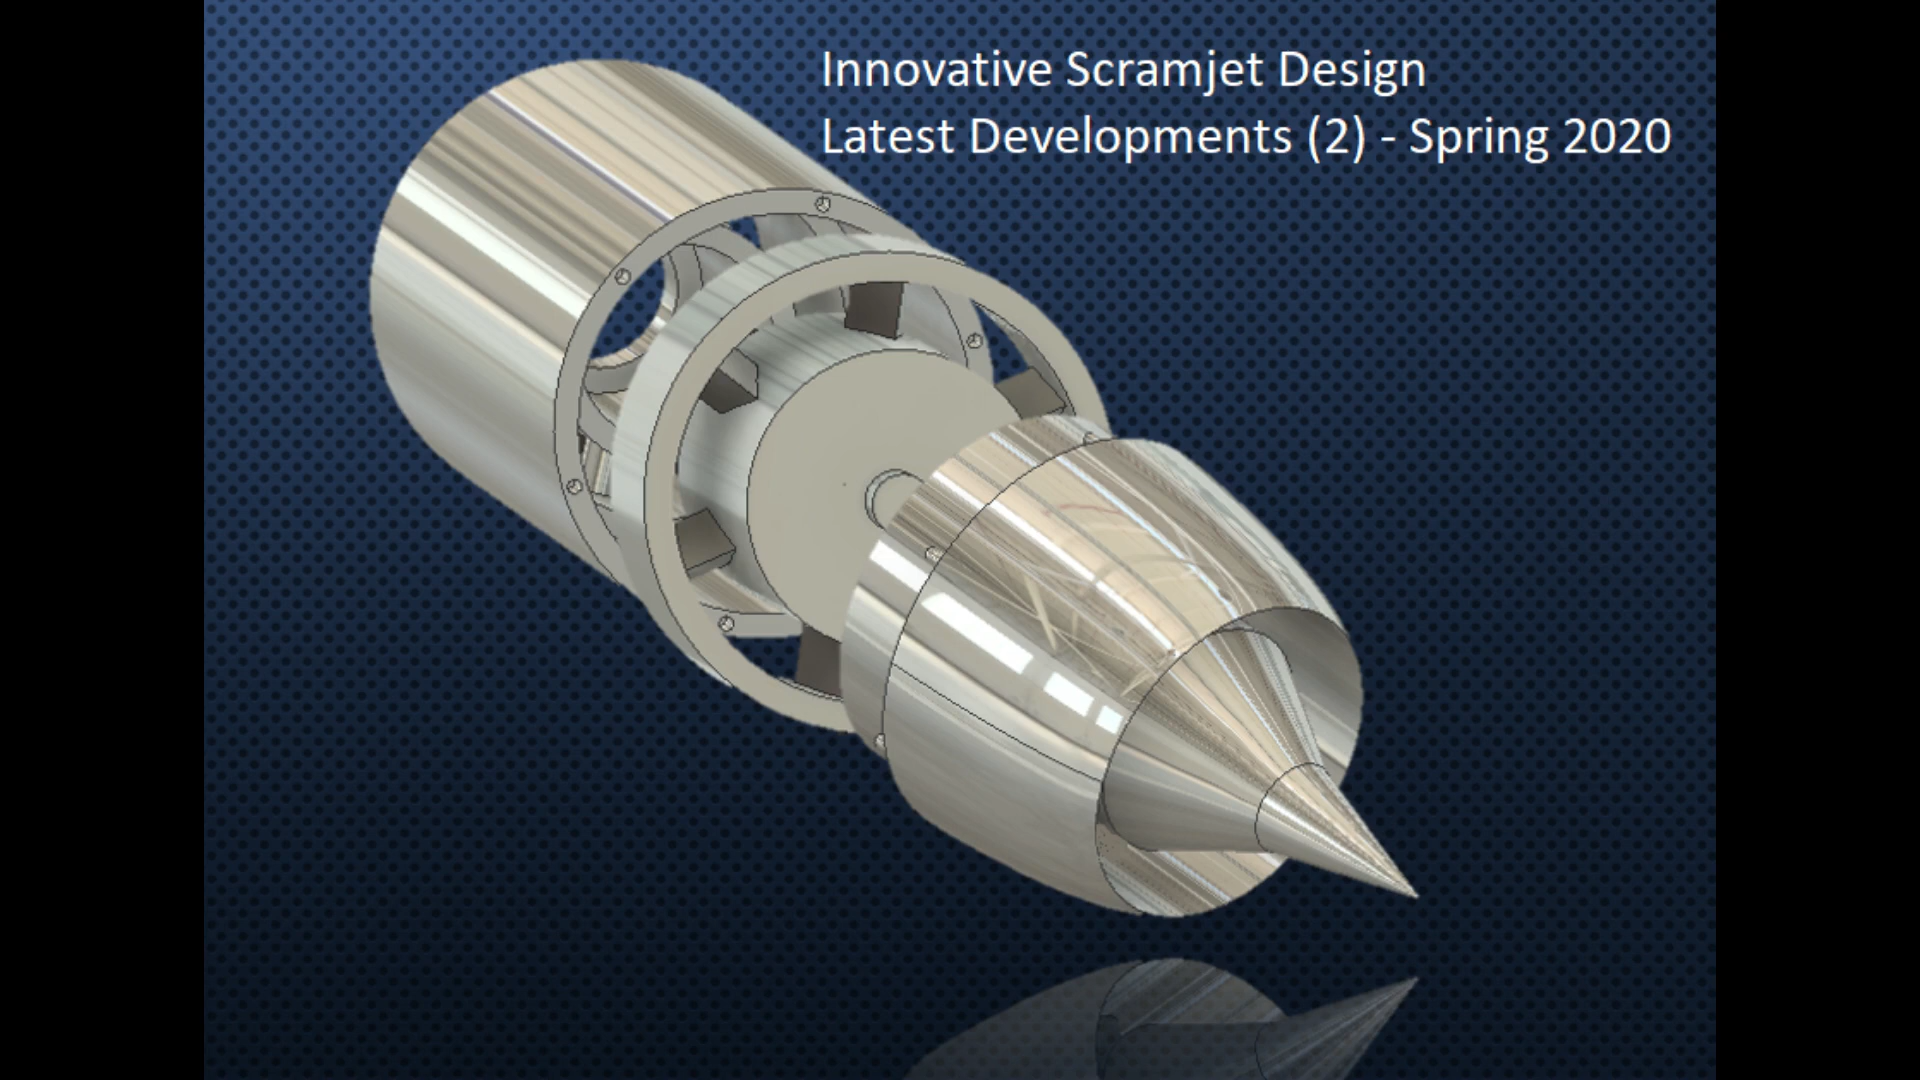 Innovative Scramjet Design
Latest Developments (2) - Spring 2020